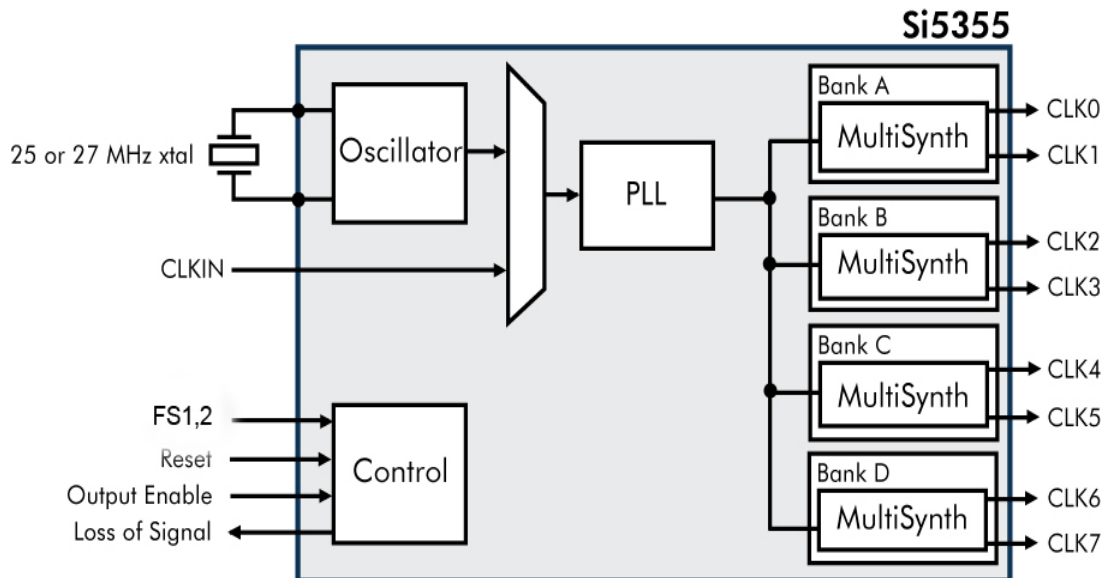 Si5355
25 or 27 MHz xtal
Oscillator
CLKIN
PLL
Bank A
MultiSynth
CLK0
CLK1
Bank B
MultiSynth
CLK2
CLK3
Bank C
MultiSynth
CLK4
CLK5
Bank D
MultiSynth
CLK6
CLK7
FS1,2
Reset
Output Enable
Loss of Signal
Control